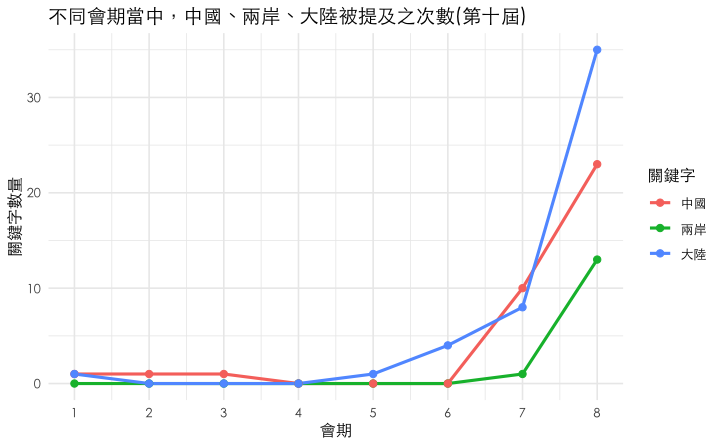 不同會期當中，中國、兩岸、大陸被提及之次數(第十屆)
關鍵字數量
30
20
10
0
1 2 3 4 5 6 7 8
會期
關鍵字
中國
兩岸
大陸